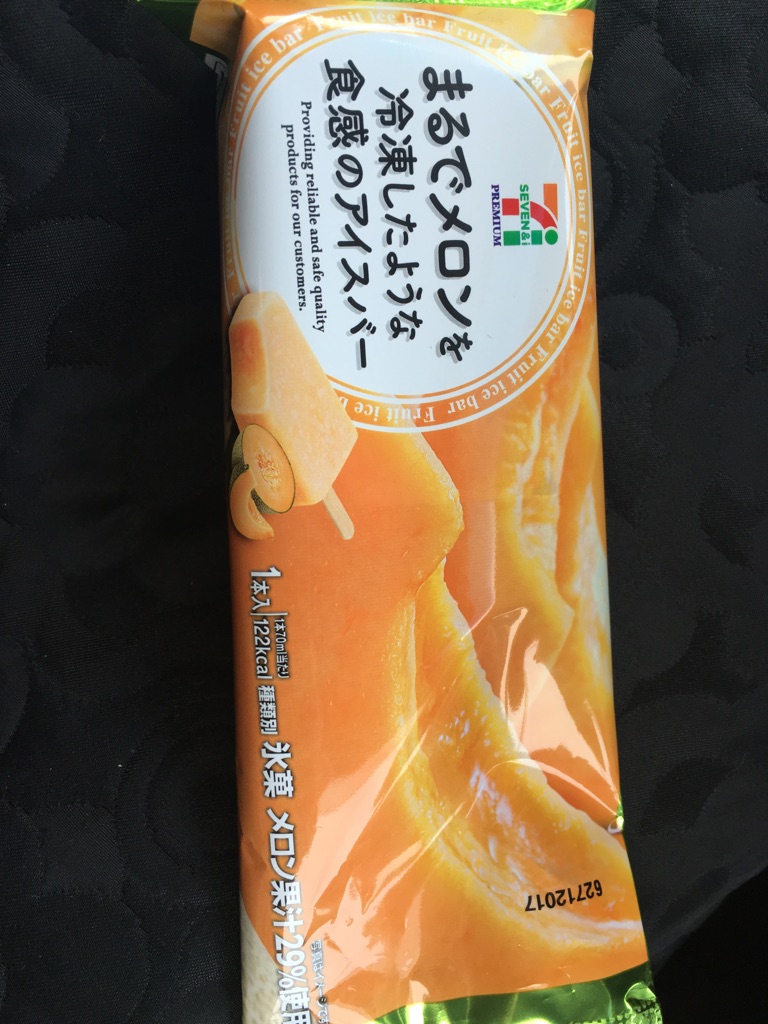 Fruit ice bar Fruit ice bar Fruit ice bar Fruit ice bar Fruit ice bar
SEVEN&i
PREMIUM
まるでメロンを
冷凍したような
食感のアイスバー
Providing reliable and safe quality
products for our customers.
1本入
1本70ml当たり
122kcal
種類別 氷菓 メロン果汁29%使用
62712017